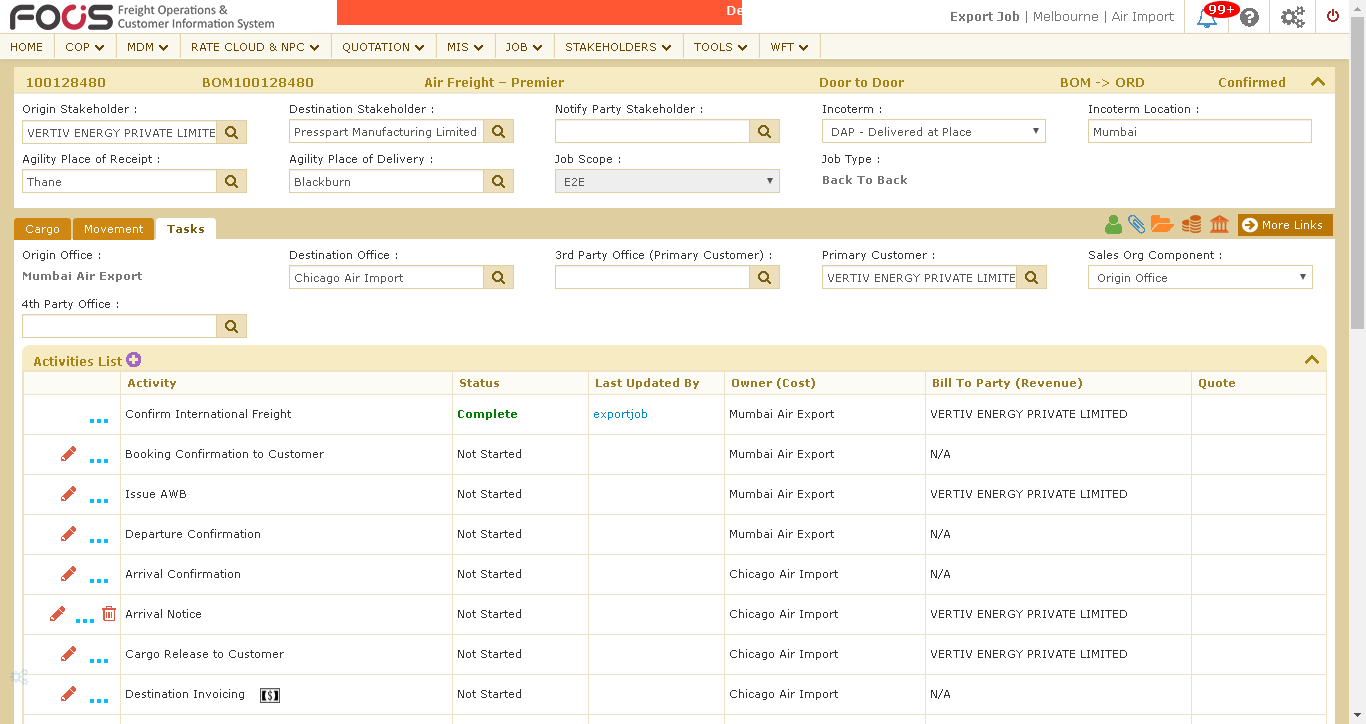 FOCIS Freight Operations &
Customer Information System
De
Export Job | Melbourne | Air Import
99+
HOME COP MDM RATE CLOUD & NPC QUOTATION MIS JOB STAKEHOLDERS TOOLS WFT
100128480 BOM100128480 Air Freight – Premier Door to Door BOM -> ORD Confirmed
Origin Stakeholder : Destination Stakeholder : Notify Party Stakeholder : Incoterm : Incoterm Location :
VERTIV ENERGY PRIVATE LIMITE Presspart Manufacturing Limited DAP - Delivered at Place Mumbai
Agility Place of Receipt : Agility Place of Delivery : Job Scope : Job Type :
Thane Blackburn E2E Back To Back
Cargo Movement Tasks More Links
Origin Office : Destination Office : 3rd Party Office (Primary Customer) : Primary Customer : Sales Org Component :
Mumbai Air Export Chicago Air Import VERTIV ENERGY PRIVATE LIMITE Origin Office
4th Party Office :
Activities List
Activity Status Last Updated By Owner (Cost) Bill To Party (Revenue) Quote
Confirm International Freight Complete exportjob Mumbai Air Export VERTIV ENERGY PRIVATE LIMITED
Booking Confirmation to Customer Not Started Mumbai Air Export N/A
Issue AWB Not Started Mumbai Air Export VERTIV ENERGY PRIVATE LIMITED
Departure Confirmation Not Started Mumbai Air Export N/A
Arrival Confirmation Not Started Chicago Air Import N/A
Arrival Notice Not Started Chicago Air Import VERTIV ENERGY PRIVATE LIMITED
Cargo Release to Customer Not Started Chicago Air Import VERTIV ENERGY PRIVATE LIMITED
Destination Invoicing Not Started Chicago Air Import N/A